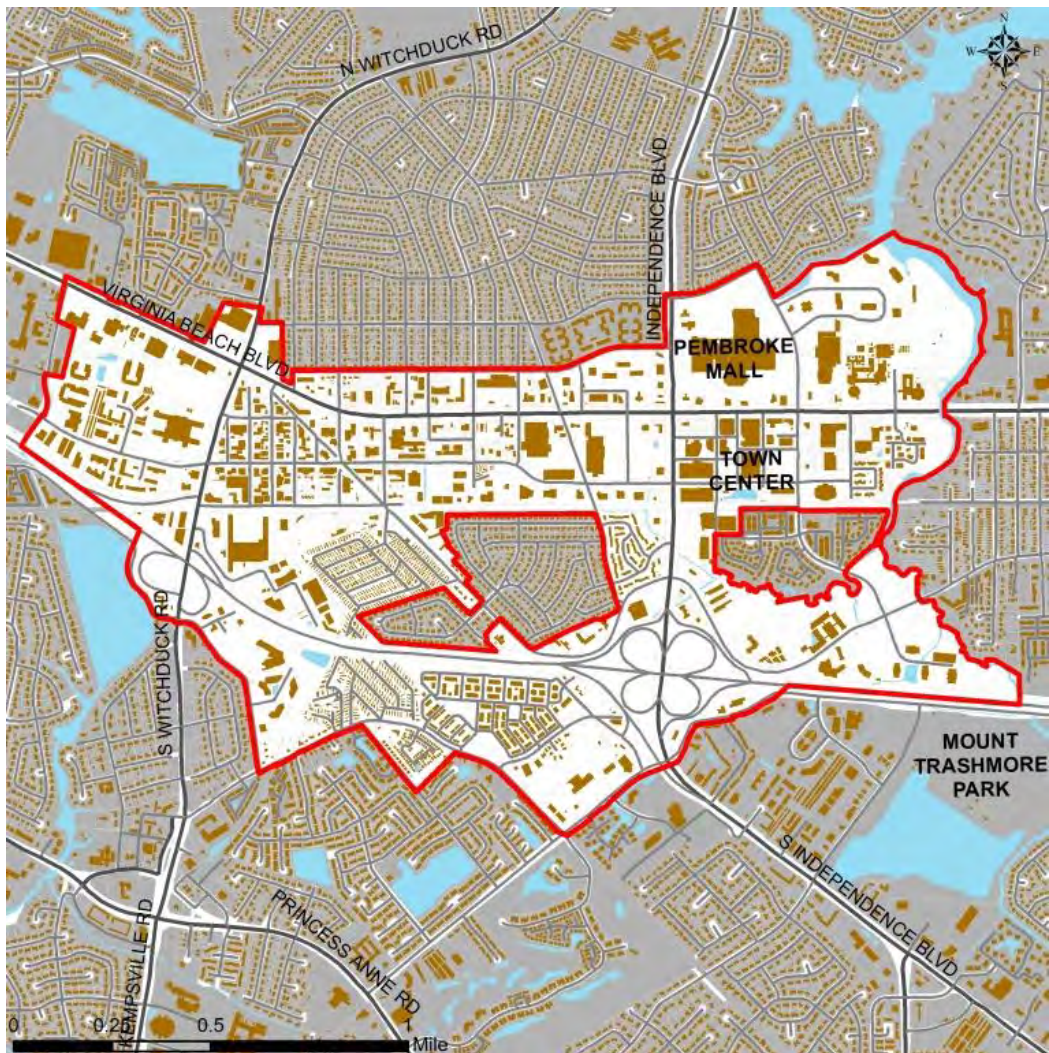 N
W
E
S
N WITCHDUCK RD
INDEPENDENCE BLVD
VIRGINIA BEACH BLVD
PEMBROKE
MALL
TOWN
CENTER
S WITCHDUCK RD
MOUNT
TRASHMORE
PARK
S INDEPENDENCE BLVD
PRINCESS ANNE RD
KEMPSVILLE RD
0 0.25 0.5 1
Mile